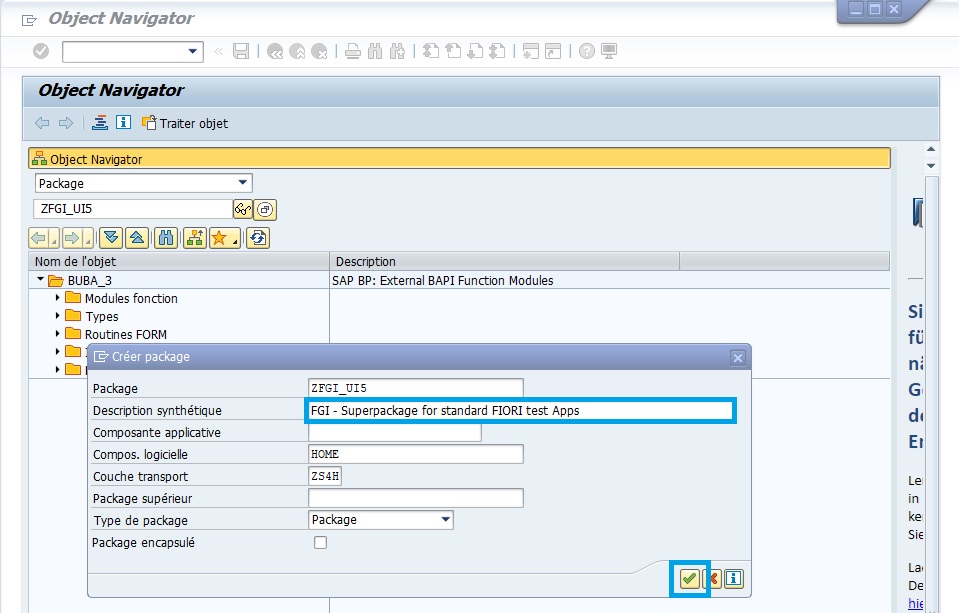 Object Navigator
Object Navigator
Traiter objet
Object Navigator
Package
ZFGI_UI5
Nom de l'objet Description
BUBA_3 SAP BP: External BAPI Function Modules
Modules fonction
Types
Routines FORM
Créer package
Package ZFGI_UI5
Description synthétique FGI - Superpackage for standard FIORI test Apps
Composante applicative
Compos. logicielle HOME
Couche transport ZS4H
Package supérieur
Type de package Package
Package encapsulé
Si
fü
nä
G
de
Er
Le
in
ke
Sie
La
De
hie